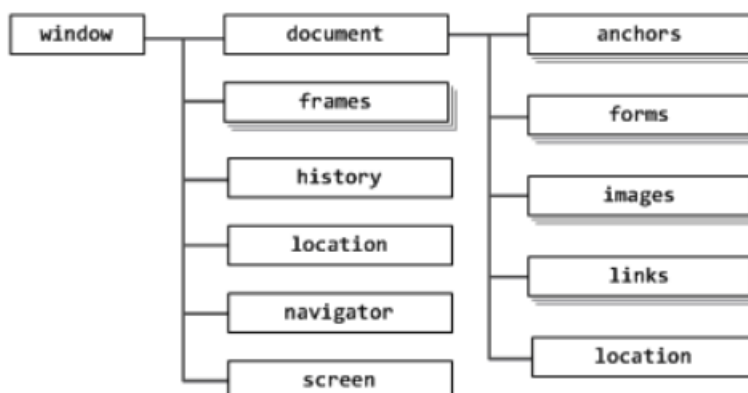 window
document
anchors
frames
forms
history
images
location
links
navigator
location
screen